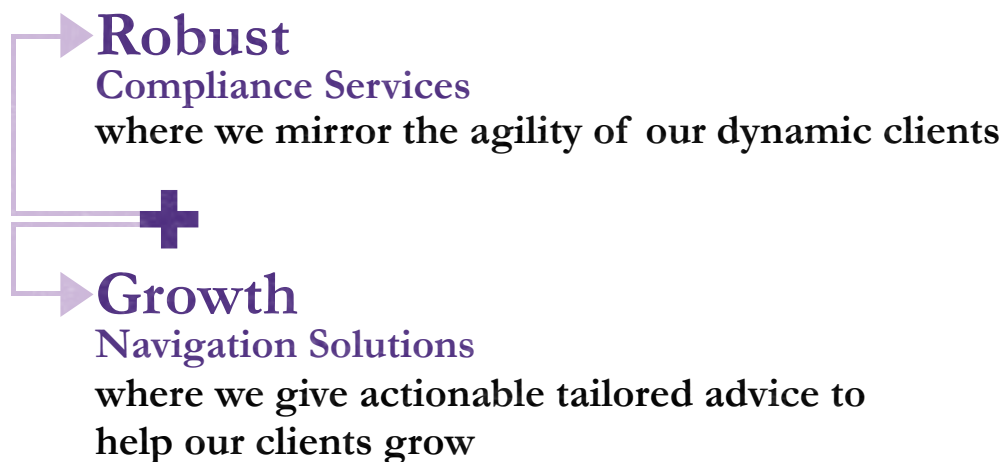 Robust
Compliance Services
where we mirror the agility of our dynamic clients
Growth
Navigation Solutions
where we give actionable tailored advice to
help our clients grow